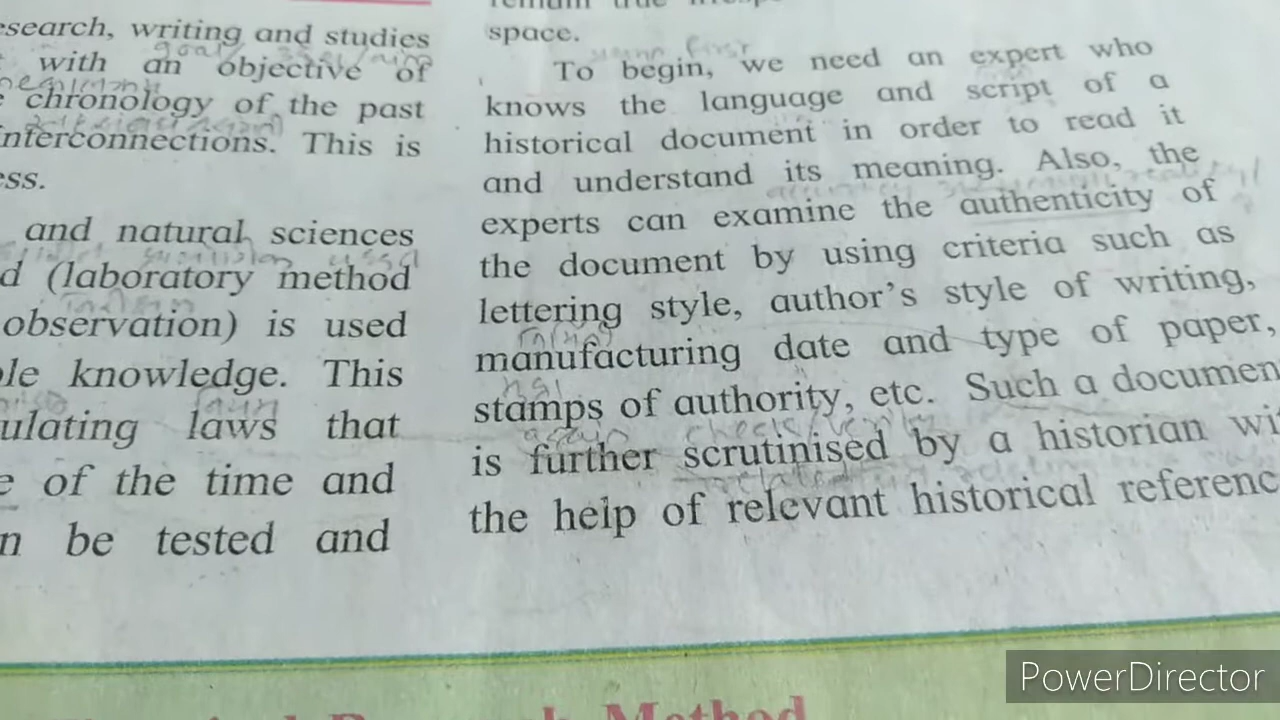 esearch, writing and studies
with an objective of
chronology of the past
nterconnections. This is
ess.
and natural sciences
d (laboratory method
observation) is used
le knowledge. This
ulating laws that
e of the time and
n be tested and
space.
To begin, we need an expert who
knows the language and script of a
historical document in order to read it
and understand its meaning. Also, the
experts can examine the authenticity of
the document by using criteria such as
lettering style, author's style of writing,
manufacturing date and type of paper,
stamps of authority, etc. Such a documen
is further scrutinised by a historian wi
the help of relevant historical referenc
Method
PowerDirector